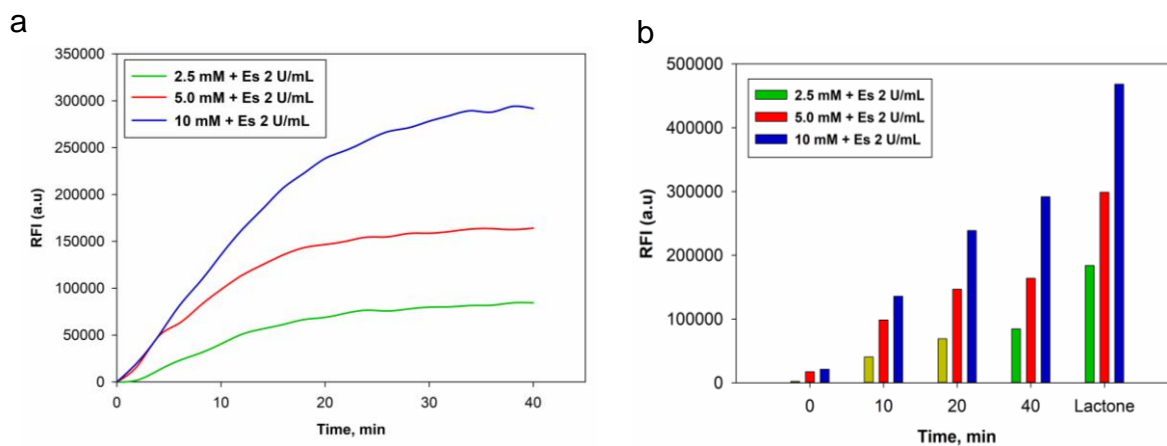 a
350000
300000
250000
200000
150000
100000
50000
0
RFI (a.u)
2.5 mM + Es 2 U/mL
5.0 mM + Es 2 U/mL
10 mM + Es 2 U/mL
0 10 20 30 40
Time, min
b
500000
400000
300000
200000
100000
0
RFI (a.u)
2.5 mM + Es 2 U/mL
5.0 mM + Es 2 U/mL
10 mM + Es 2 U/mL
0 10 20 40 Lactone
Time, min